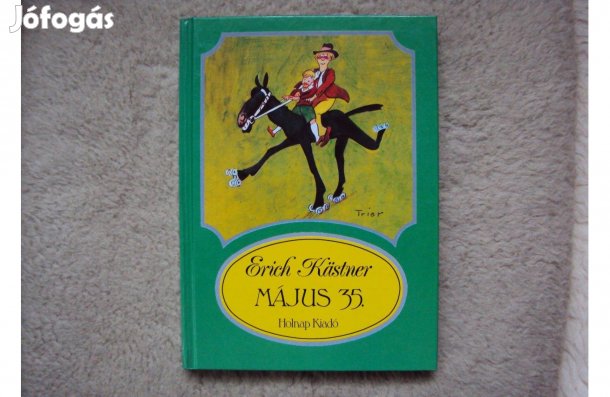 Jófogás
Trier
Erich Kästner
MÁJUS 35.
Holnap Kiadó